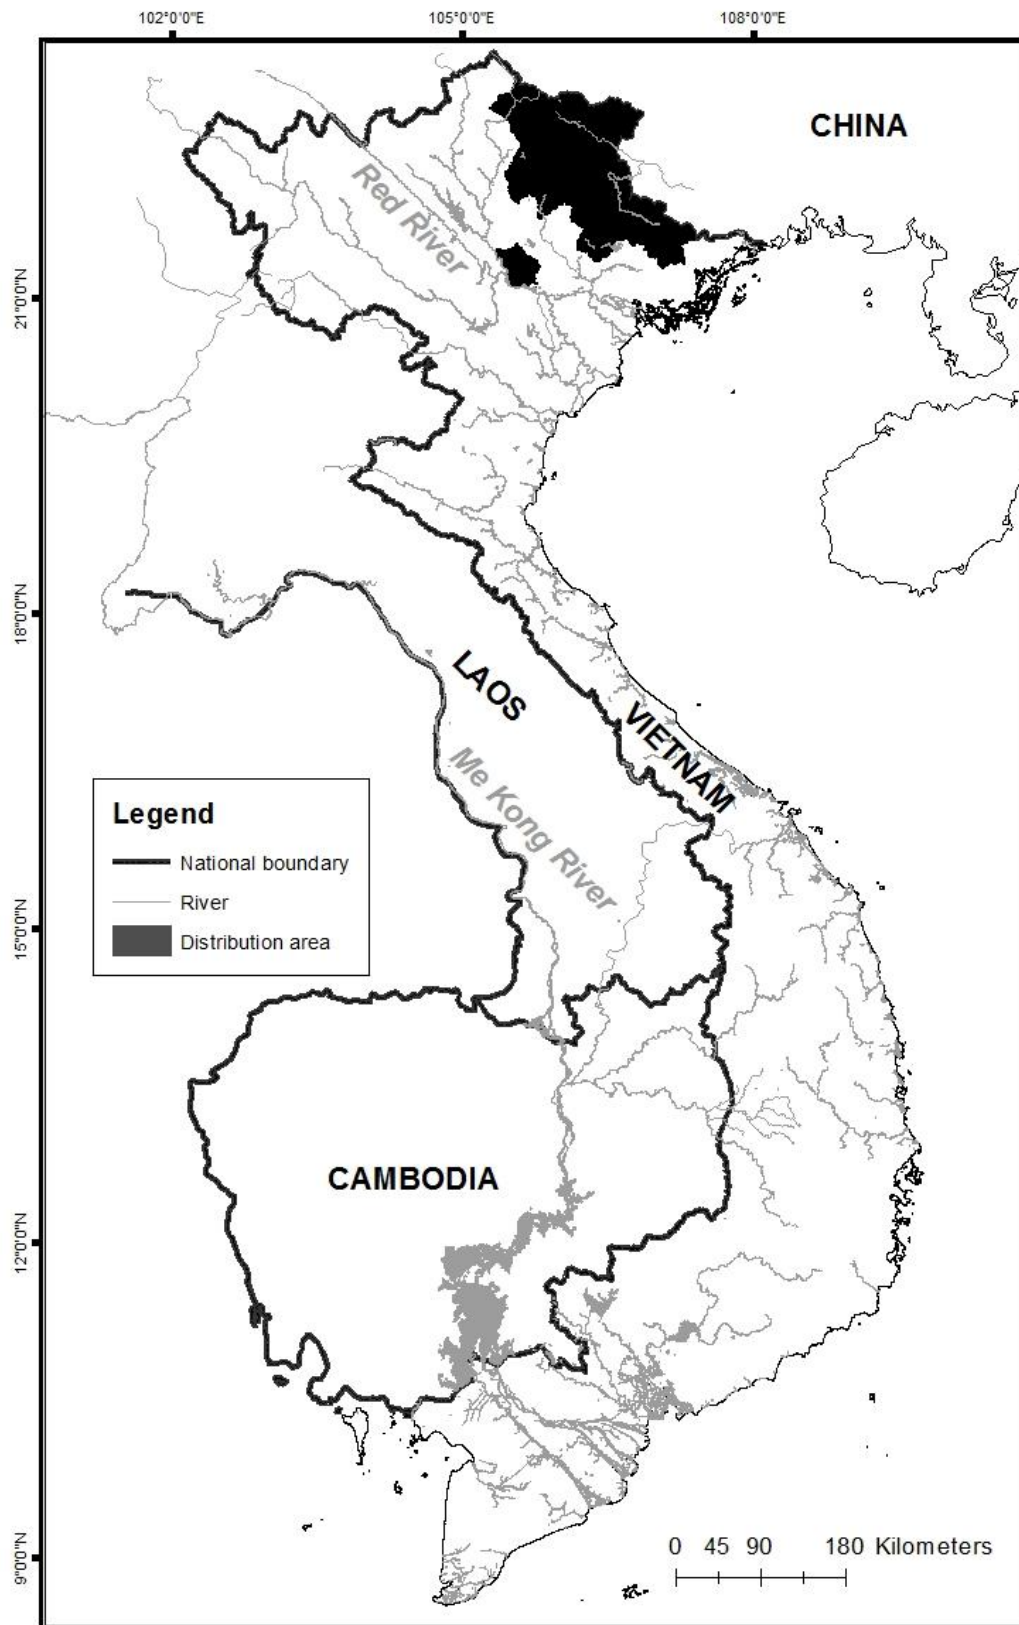 102°0'0"E
105°0'0"E
108°0'0"E
CHINA
Red River
21°0'0"N
18°0'0"N
LAOS
VIETNAM
Me Kong River
Legend
National boundary
River
Distribution area
15°0'0"N
CAMBODIA
12°0'0"N
9°0'0"N
0 45 90 180 Kilometers